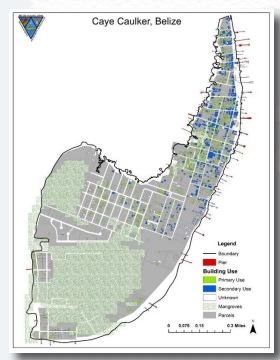 Caye Caulker, Belize
Legend
Boundary
Pier
Building Use
Primary Use
Secondary Use
Unknown
Mangroves
Parcels
0 0.075 0.15 0.3 Miles
N